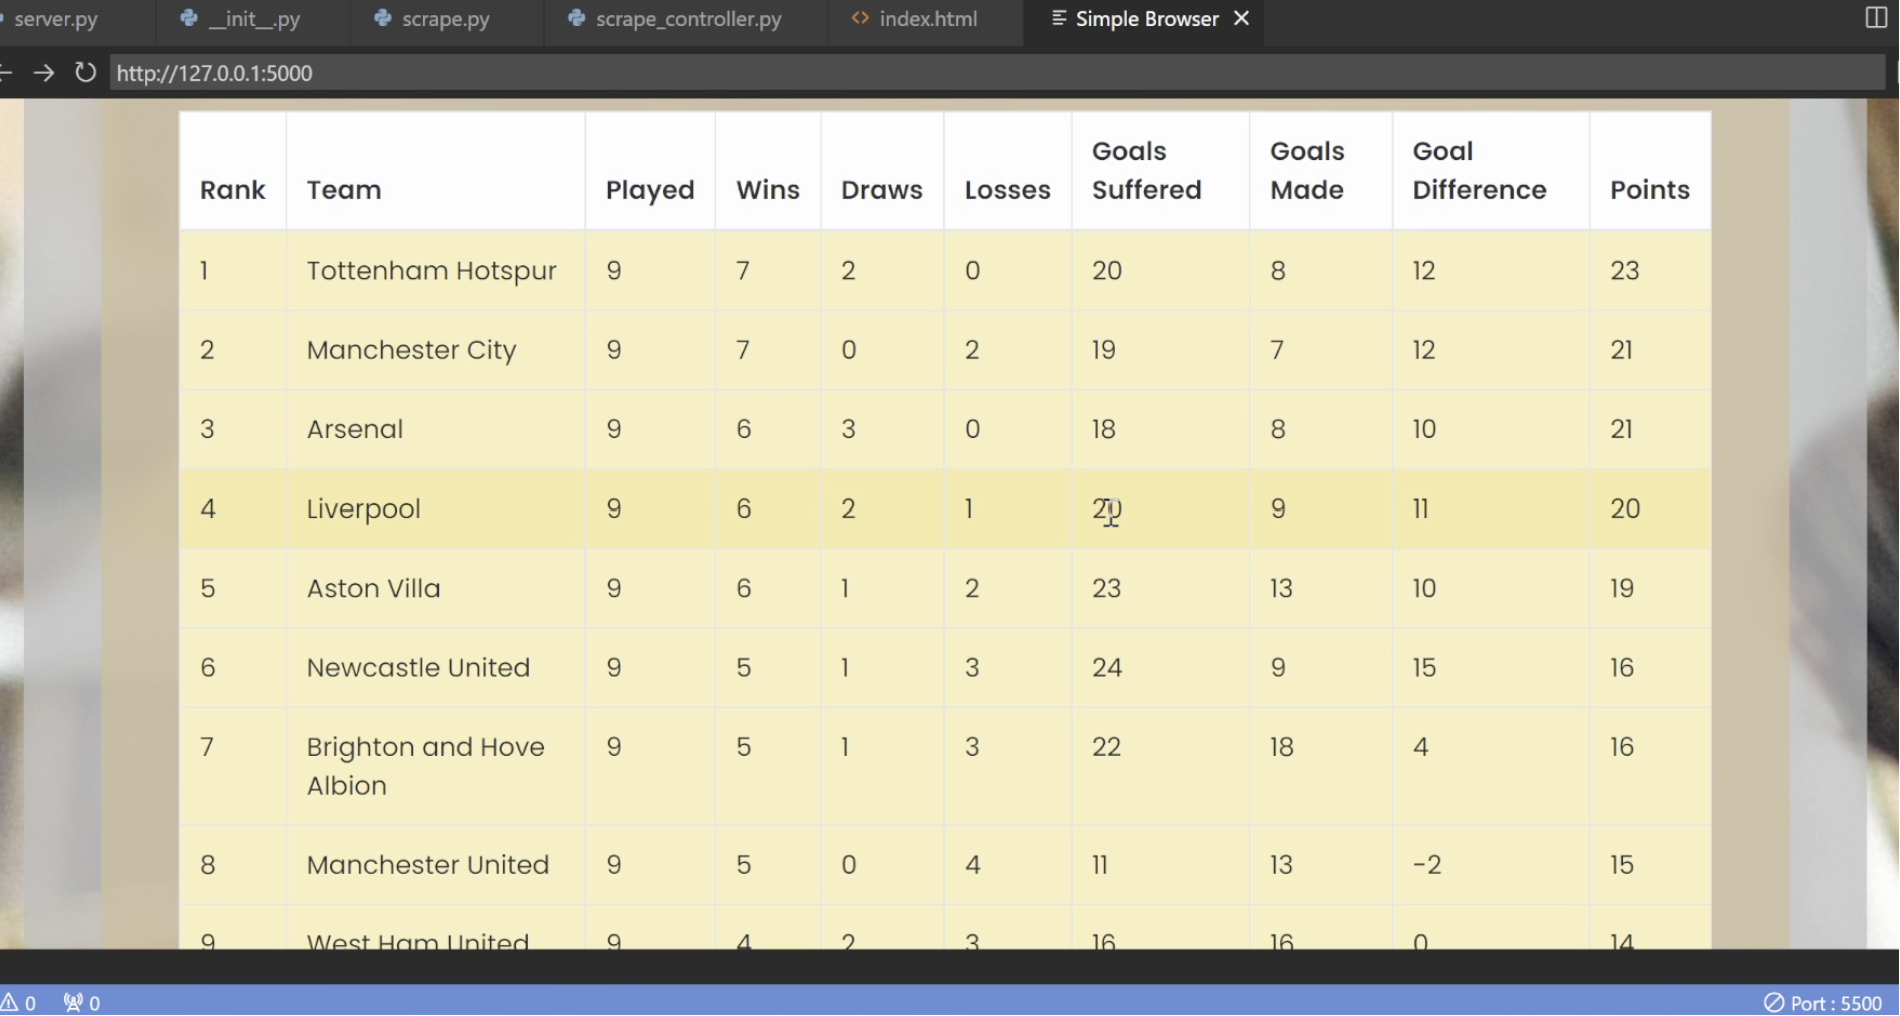 server.py __init__.py scrape.py scrape_controller.py index.html Simple Browser
http://127.0.0.1:5000
Rank Team Played Wins Draws Losses Goals Suffered Goals Made Goal Difference Points
1 Tottenham Hotspur 9 7 2 0 20 8 12 23
2 Manchester City 9 7 0 2 19 7 12 21
3 Arsenal 9 6 3 0 18 8 10 21
4 Liverpool 9 6 2 1 20 9 11 20
5 Aston Villa 9 6 1 2 23 13 10 19
6 Newcastle United 9 5 1 3 24 9 15 16
7 Brighton and Hove Albion 9 5 1 3 22 18 4 16
8 Manchester United 9 5 0 4 11 13 -2 15
9 West Ham United 9 4 2 3 16 16 0 14
0 0 Port : 5500